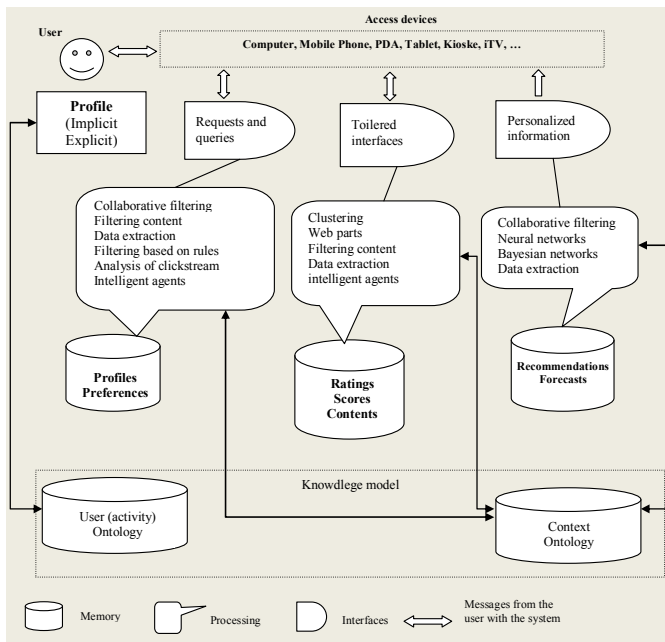 Access devices
User
Computer, Mobile Phone, PDA, Tablet, Kioske, iTV, ...
Profile
(Implicit
Explicit)
Requests and
queries
Toilered
interfaces
Personalized
information
Collaborative filtering
Filtering content
Data extraction
Filtering based on rules
Analysis of clickstream
Intelligent agents
Clustering
Web parts
Filtering content
Data extraction
intelligent agents
Collaborative filtering
Neural networks
Bayesian networks
Data extraction
Profiles
Preferences
Ratings
Scores
Contents
Recommendations
Forecasts
Knowdlege model
User (activity)
Ontology
Context
Ontology
Memory
Processing
Interfaces
Messages from the
user with the system